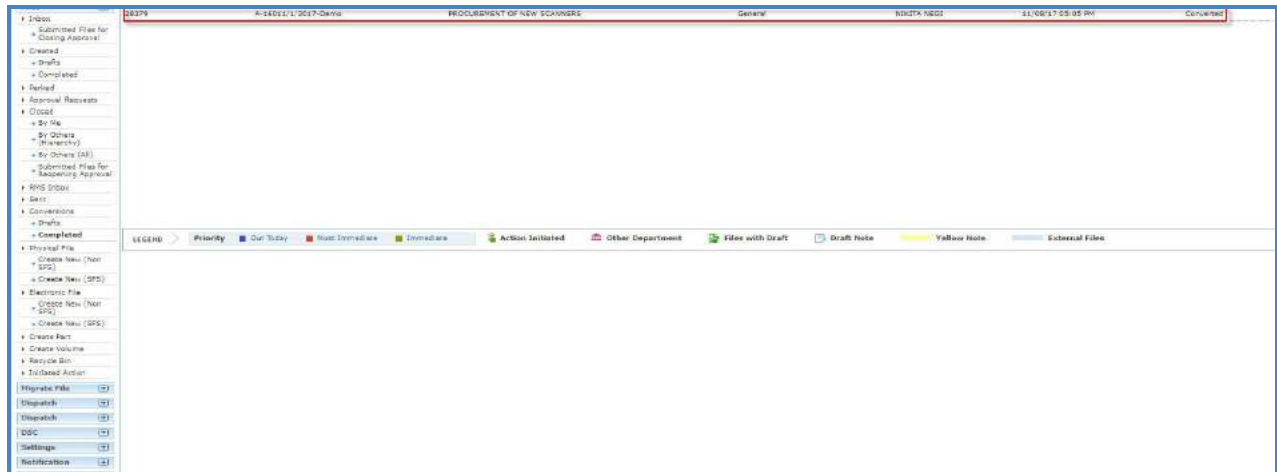 Inbox
20379 A-16011/1/2017-Demo PROCUREMENT OF NEW SCANNERS General NIKITA NEGI 11/08/17 05:05 PM Converted
Submitted Files for
Closing Approval
Created
Drafts
Completed
Parked
Approval Requests
Closed
By Me
By Others
(Hierarchy)
By Others (All)
Submitted Files for
Reopening Approval
RMS Inbox
Sent
Conversions
Drafts
Completed
LEGEND Priority Out Today Most Immediate Immediate Action Initiated Other Department Files with Draft Draft Note Yellow Note External Files
Physical File
Create New (Non
SFS)
Create New (SFS)
Electronic File
Create New (Non
SFS)
Create New (SFS)
Create Part
Create Volume
Recycle Bin
Initiated Action
Migrate File
Dispatch
Dispatch
DSC
Settings
Notification